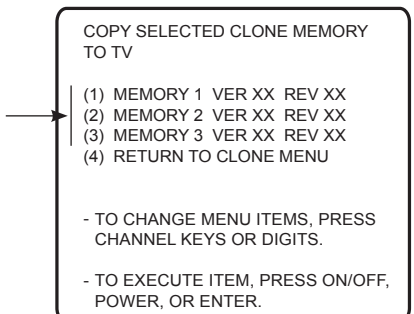 COPY SELECTED CLONE MEMORY
TO TV
(1) MEMORY 1 VER XX REV XX
(2) MEMORY 2 VER XX REV XX
(3) MEMORY 3 VER XX REV XX
(4) RETURN TO CLONE MENU
- TO CHANGE MENU ITEMS, PRESS
CHANNEL KEYS OR DIGITS.
- TO EXECUTE ITEM, PRESS ON/OFF,
POWER, OR ENTER.